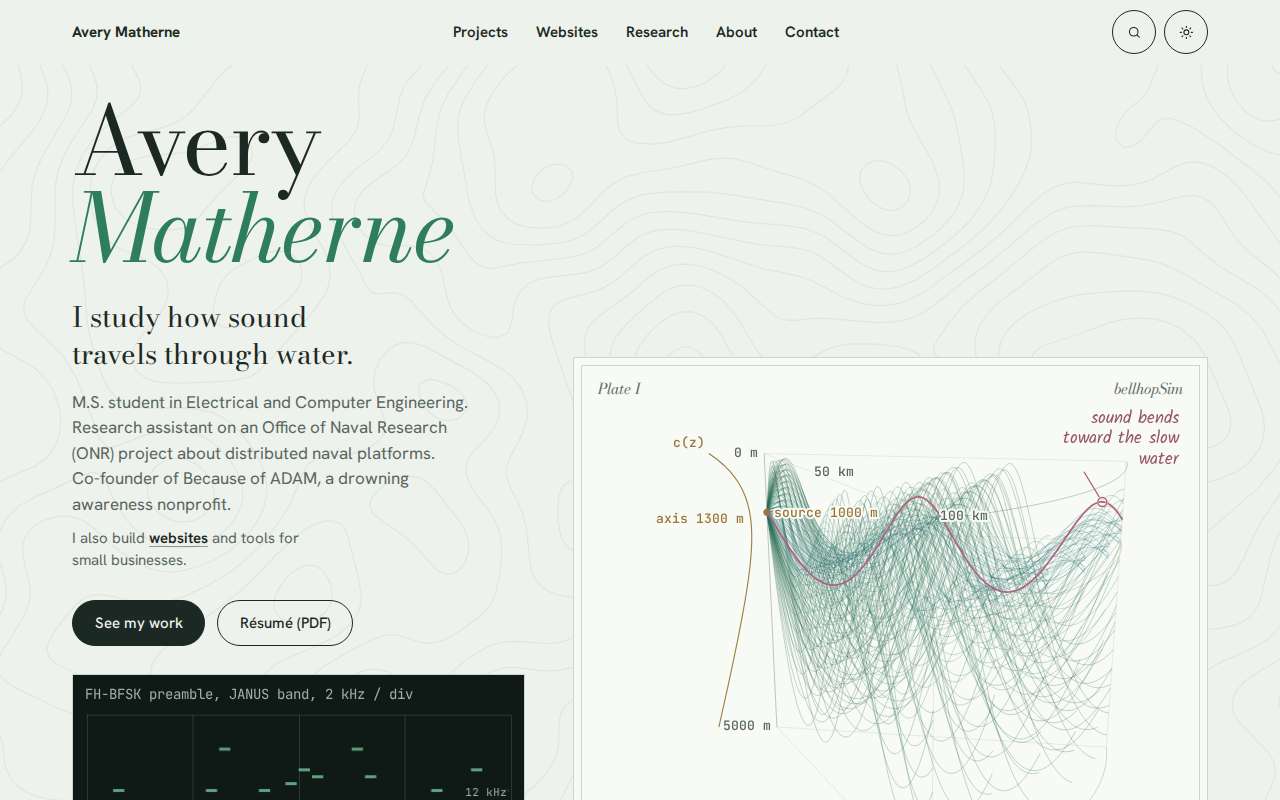 Avery Matherne
Projects
Websites
Research
About
Contact
Avery
Matherne
I study how sound
travels through water.
M.S. student in Electrical and Computer Engineering.
Research assistant on an Office of Naval Research
(ONR) project about distributed naval platforms.
Co-founder of Because of ADAM, a drowning
awareness nonprofit.
I also build websites and tools for
small businesses.
See my work
Résumé (PDF)
FH-BFSK preamble, JANUS band, 2 kHz / div
12 kHz
Plate I
bellhopSim
sound bends
toward the slow
water
c(z)
0 m
50 km
source 1000 m
100 km
axis 1300 m
5000 m